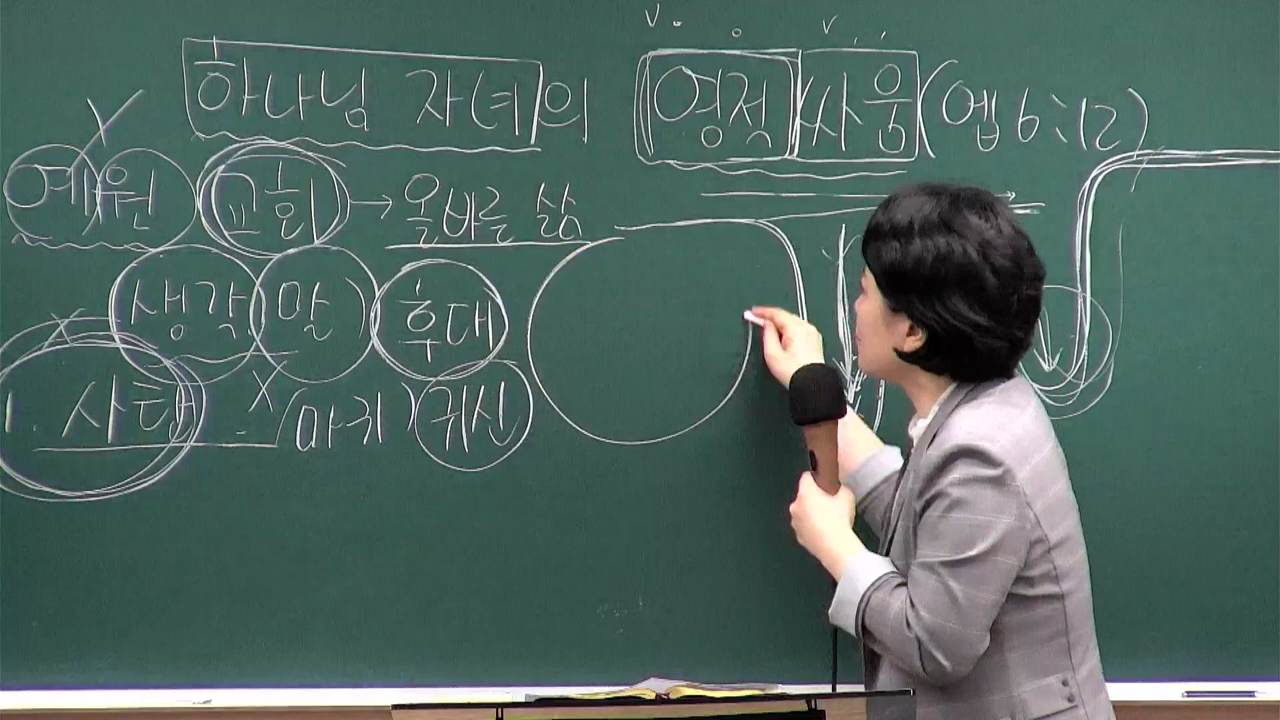 하나님 자녀의 영적싸움(엡6:12)
예원 교회 → 올바른 삶
생각 말 후대
1. 사탄 (마귀) 귀신